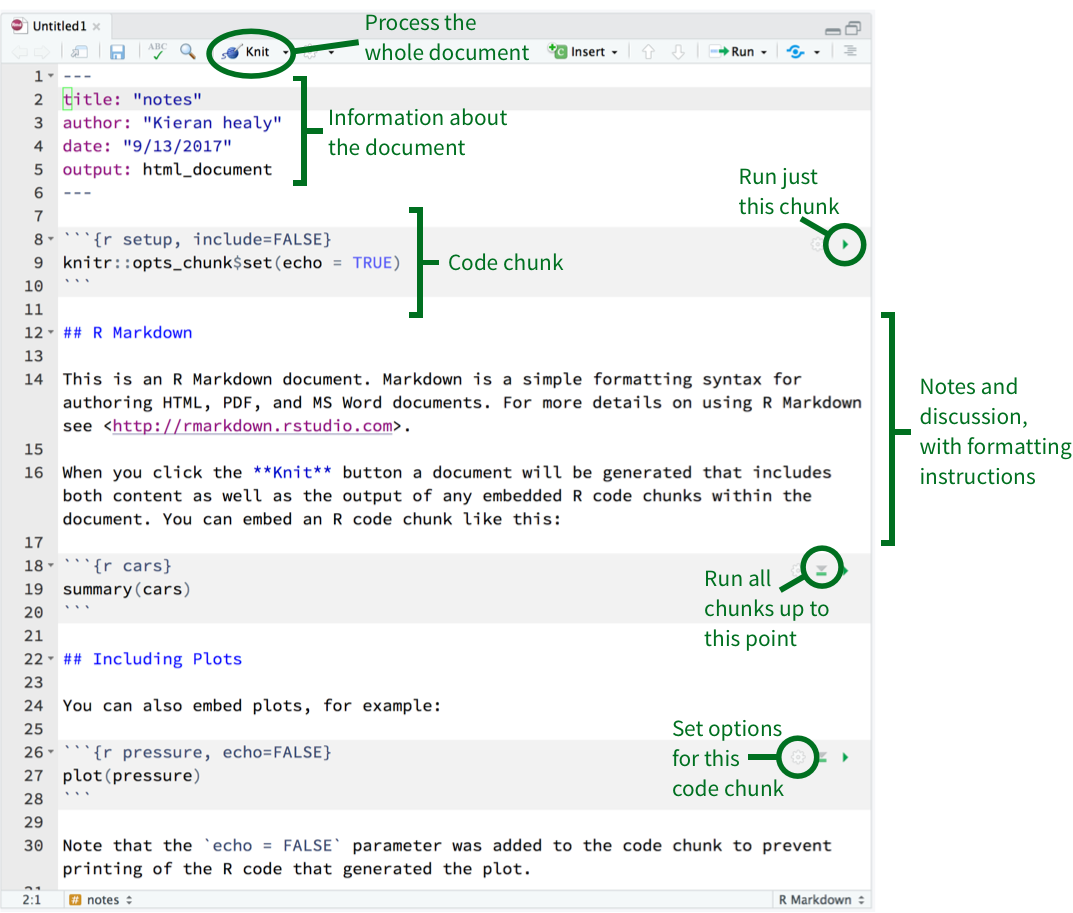 Untitled1
Process the
whole document
ABC
Knit
Insert
Run
1 ---
2 title: "notes"
3 author: "Kieran healy"
4 date: "9/13/2017"
5 output: html_document
6 ---
Information about
the document
7
Run just
this chunk
8 ```{r setup, include=FALSE}
9 knitr::opts_chunk$set(echo = TRUE)
10 ```
Code chunk
11
12 ## R Markdown
13
14 This is an R Markdown document. Markdown is a simple formatting syntax for
authoring HTML, PDF, and MS Word documents. For more details on using R Markdown
see <http://rmarkdown.rstudio.com>.
15
16 When you click the **Knit** button a document will be generated that includes
both content as well as the output of any embedded R code chunks within the
document. You can embed an R code chunk like this:
Notes and
discussion,
with formatting
instructions
17
18 ```{r cars}
19 summary(cars)
20 ```
Run all
chunks up to
this point
21
22 ## Including Plots
23
24 You can also embed plots, for example:
25
26 ```{r pressure, echo=FALSE}
27 plot(pressure)
28 ```
Set options
for this
code chunk
29
30 Note that the `echo = FALSE` parameter was added to the code chunk to prevent
printing of the R code that generated the plot.
2:1
# notes
R Markdown